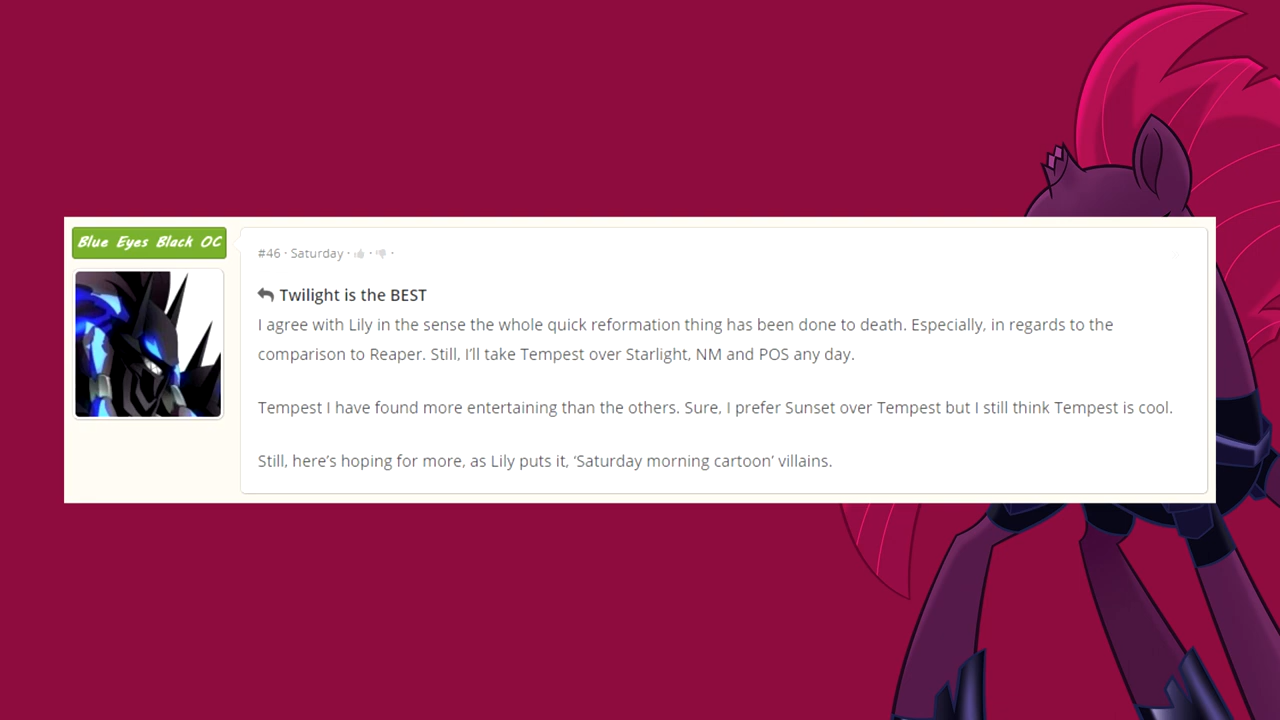 Blue Eyes Black OC
#46 · Saturday · · ·
Twilight is the BEST
I agree with Lily in the sense the whole quick reformation thing has been done to death. Especially, in regards to the
comparison to Reaper. Still, I’ll take Tempest over Starlight, NM and POS any day.
Tempest I have found more entertaining than the others. Sure, I prefer Sunset over Tempest but I still think Tempest is cool.
Still, here’s hoping for more, as Lily puts it, ‘Saturday morning cartoon’ villains.